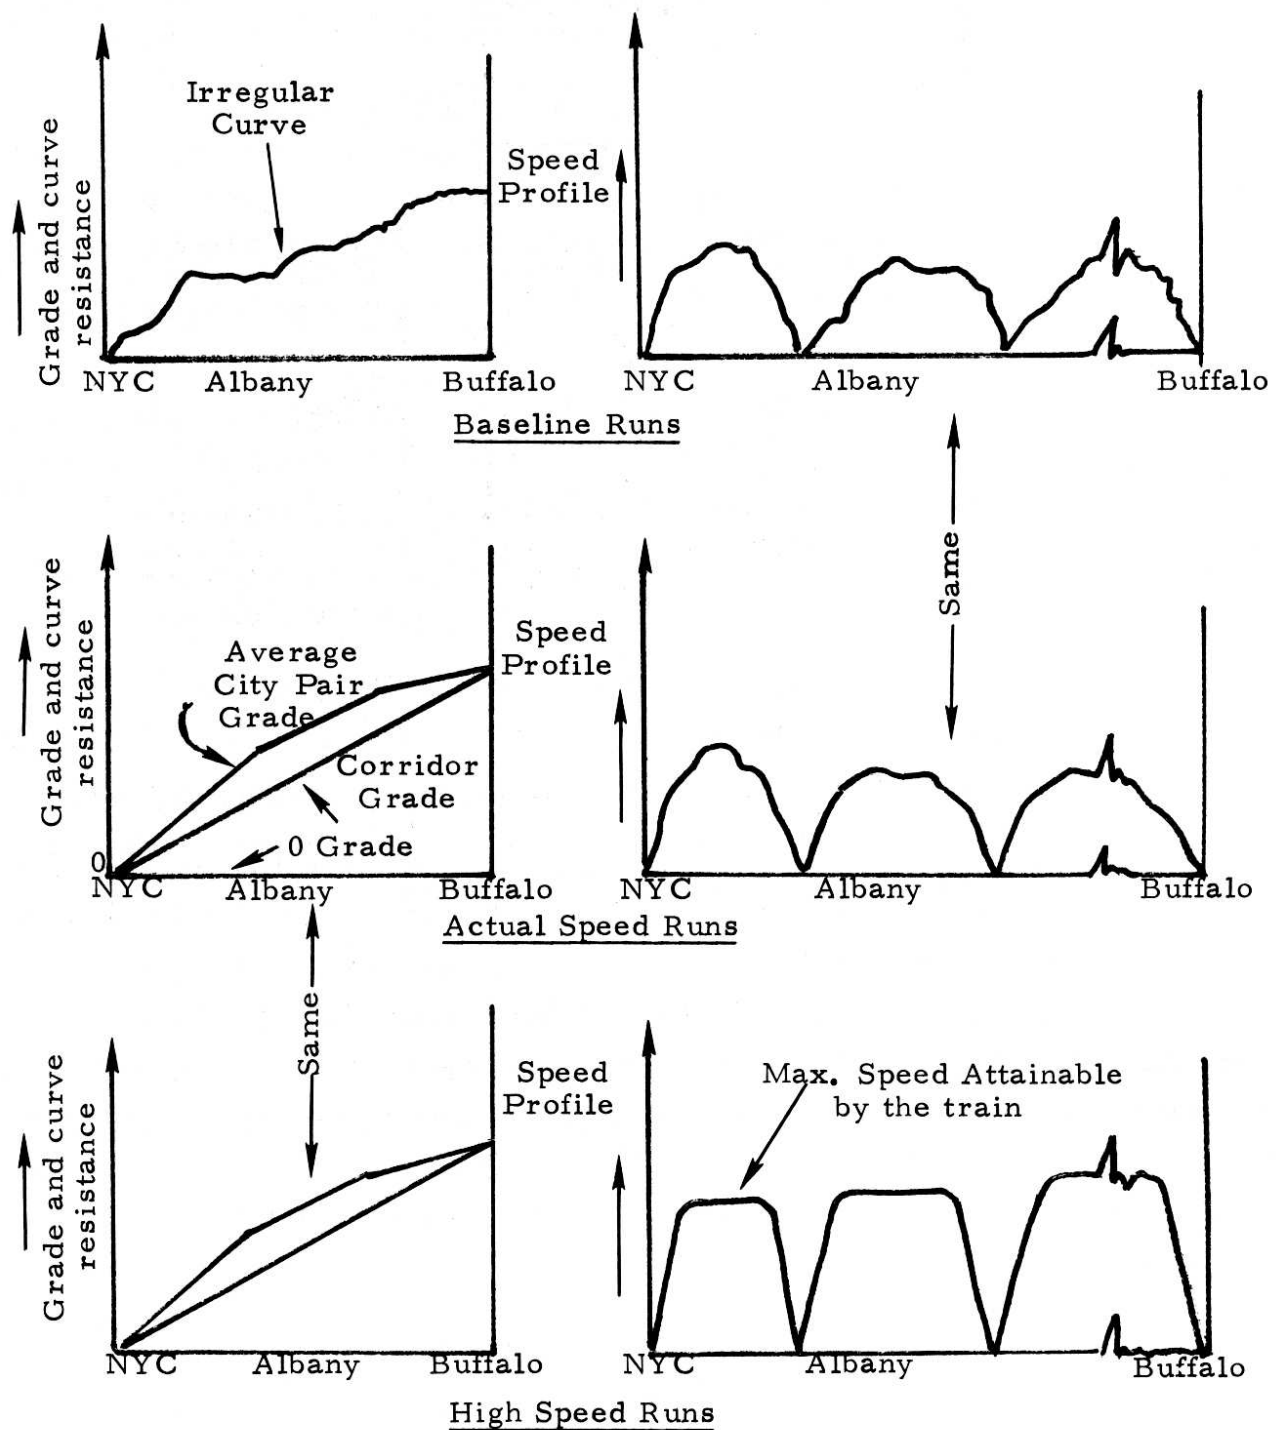 Irregular
Curve
Grade and curve
resistance
NYC Albany Buffalo
Speed
Profile
NYC Albany Buffalo
Baseline Runs
Same
Grade and curve
resistance
Average
City Pair
Grade
Corridor
Grade
0 Grade
0
NYC Albany Buffalo
Speed
Profile
NYC Albany Buffalo
Actual Speed Runs
Same
Grade and curve
resistance
NYC Albany Buffalo
Speed
Profile
Max. Speed Attainable
by the train
NYC Albany Buffalo
High Speed Runs